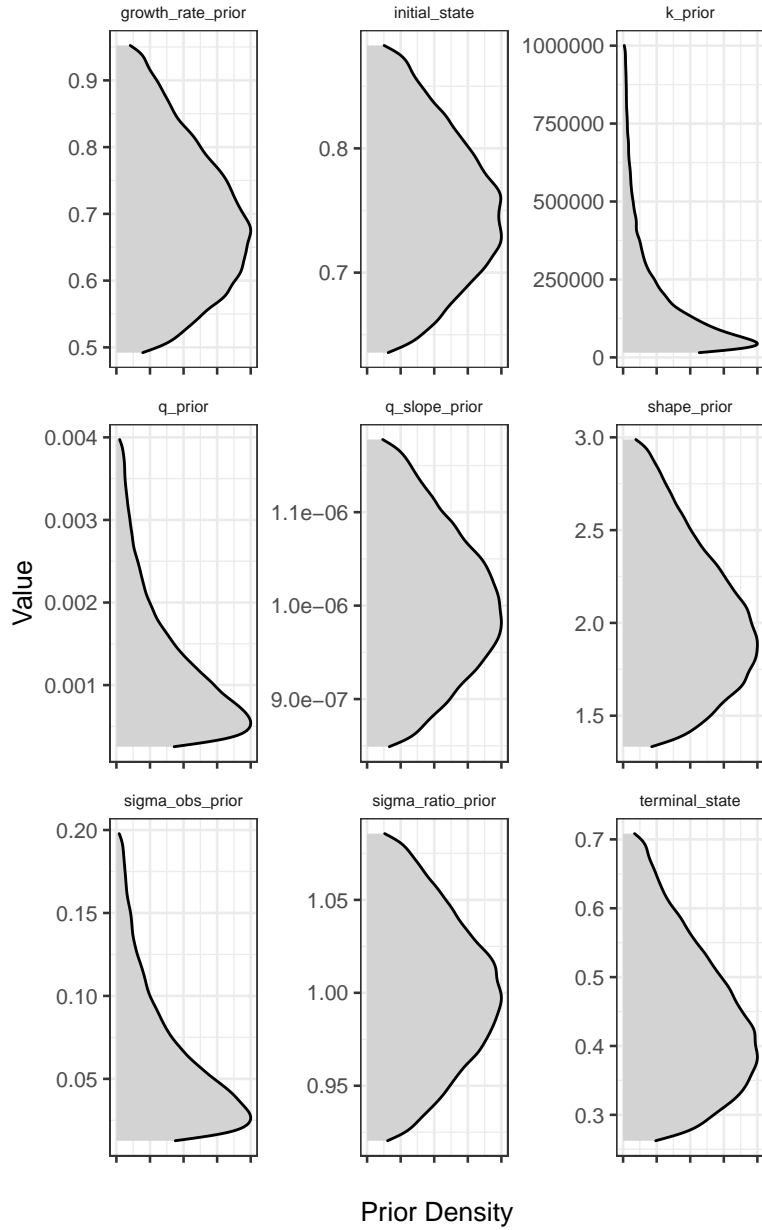 growth_rate_prior
initial_state
k_prior
0.9
0.8
0.7
0.6
0.5
0.8
0.7
1000000
750000
500000
250000
0
q_prior
q_slope_prior
shape_prior
0.004
0.003
0.002
0.001
1.1e−06
1.0e−06
9.0e−07
3.0
2.5
2.0
1.5
sigma_obs_prior
sigma_ratio_prior
terminal_state
0.20
0.15
0.10
0.05
1.05
1.00
0.95
0.7
0.6
0.5
0.4
0.3
Value
Prior Density